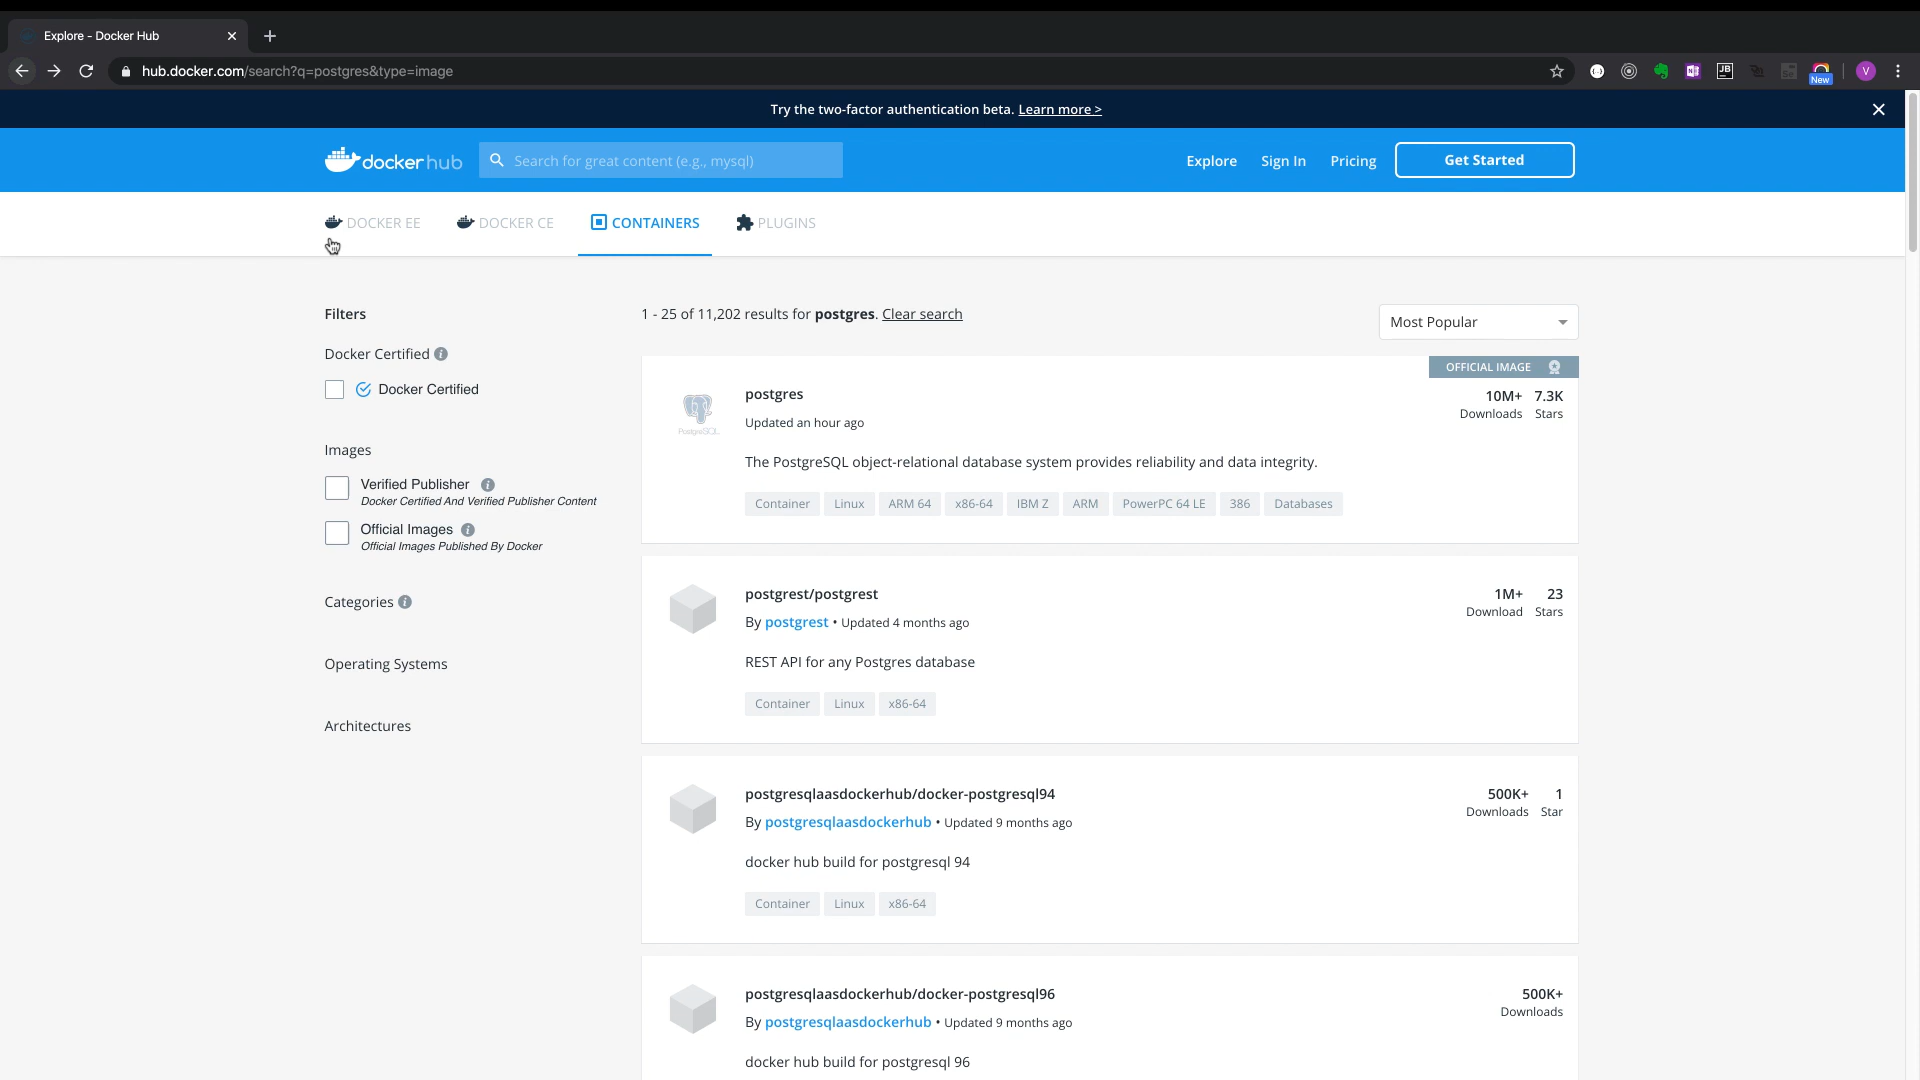 Explore - Docker Hub
hub.docker.com/search?q=postgres&type=image
JB
New
V
Try the two-factor authentication beta. Learn more >
docker hub
Search for great content (e.g., mysql)
Explore
Sign In
Pricing
Get Started
DOCKER EE
DOCKER CE
CONTAINERS
PLUGINS
Filters
Docker Certified
Docker Certified
Images
Verified Publisher
Docker Certified And Verified Publisher Content
Official Images
Official Images Published By Docker
Categories
Operating Systems
Architectures
1 - 25 of 11,202 results for postgres. Clear search
Most Popular
OFFICIAL IMAGE
PostgreSQL
postgres
Updated an hour ago
10M+ 7.3K
Downloads Stars
The PostgreSQL object-relational database system provides reliability and data integrity.
Container Linux ARM 64 x86-64 IBM Z ARM PowerPC 64 LE 386 Databases
postgrest/postgrest
By postgrest • Updated 4 months ago
1M+ 23
Download Stars
REST API for any Postgres database
Container Linux x86-64
postgresqlaasdockerhub/docker-postgresql94
By postgresqlaasdockerhub • Updated 9 months ago
500K+ 1
Downloads Star
docker hub build for postgresql 94
Container Linux x86-64
postgresqlaasdockerhub/docker-postgresql96
By postgresqlaasdockerhub • Updated 9 months ago
500K+
Downloads
docker hub build for postgresql 96